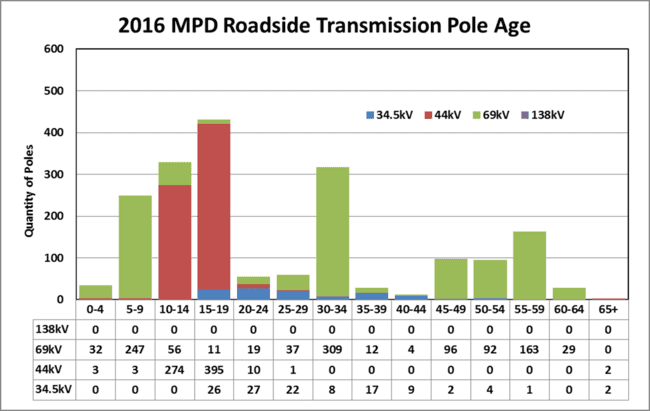 2016 MPD Roadside Transmission Pole Age
600
500
400
300
200
100
0
Quantity of Poles
34.5kV 44kV 69kV 138kV
0-4 5-9 10-14 15-19 20-24 25-29 30-34 35-39 40-44 45-49 50-54 55-59 60-64 65+
138kV 0 0 0 0 0 0 0 0 0 0 0 0 0 0
69kV 32 247 56 11 19 37 309 12 4 96 92 163 29 0
44kV 3 3 274 395 10 1 0 0 0 0 0 0 0 2
34.5kV 0 0 0 26 27 22 8 17 9 2 4 1 0 2